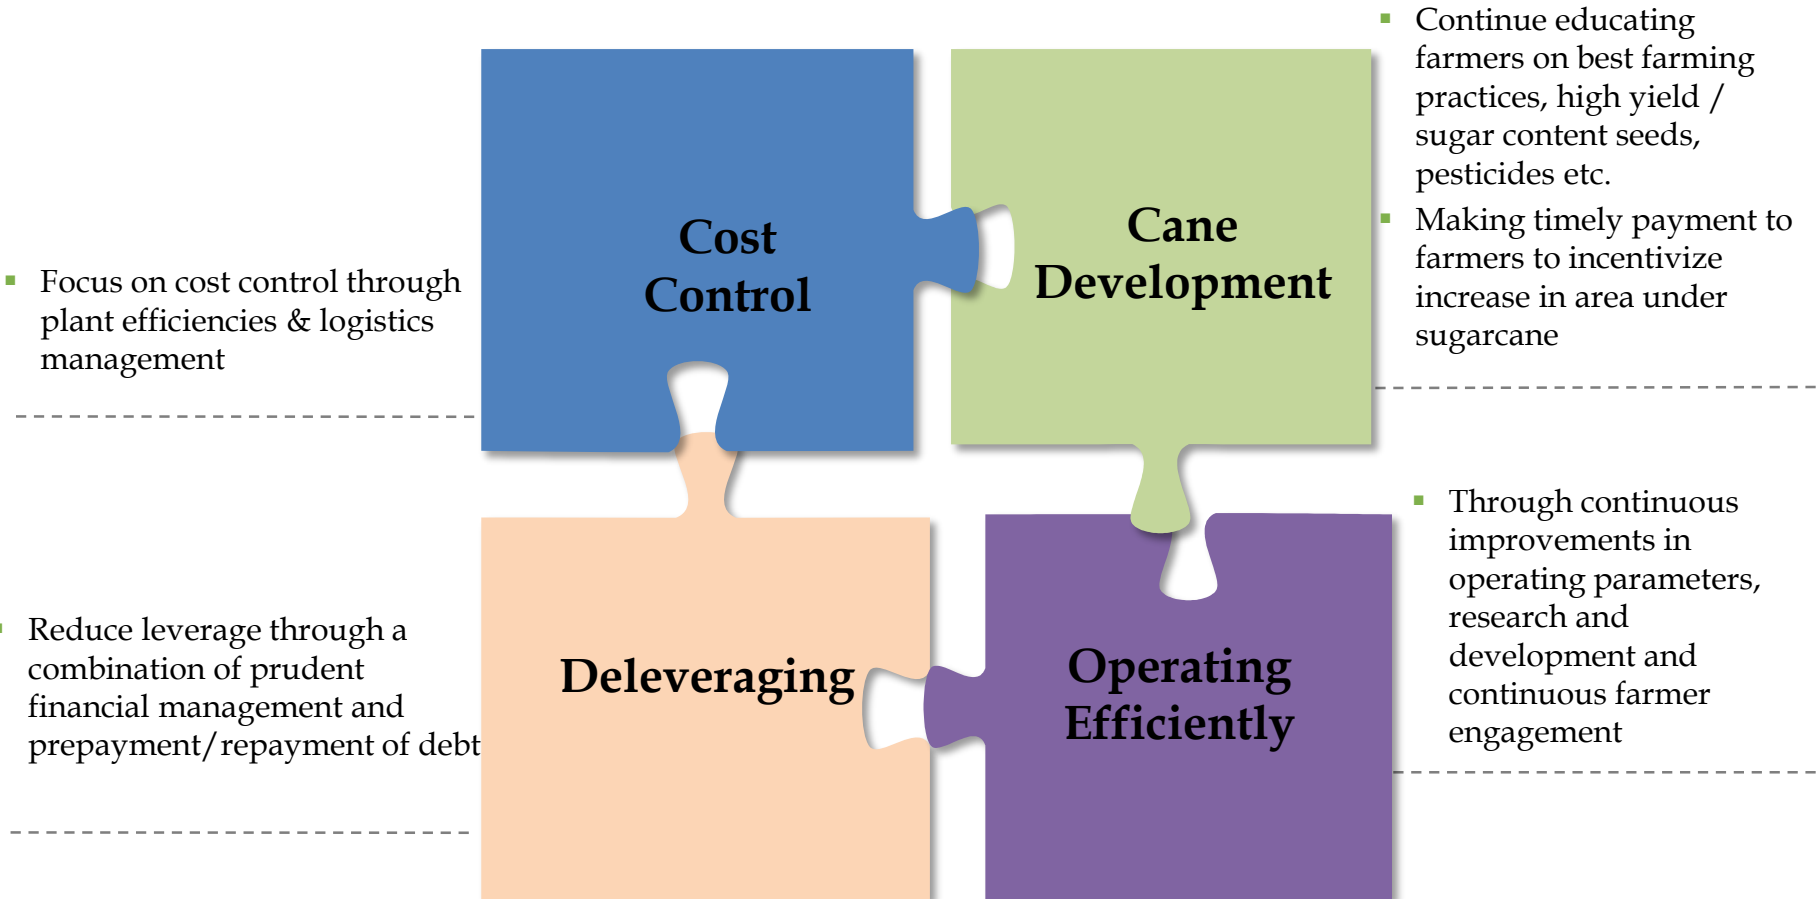 ▪ Focus on cost control through
plant efficiencies & logistics
management
Cost
Control
Cane
Development
▪ Continue educating
farmers on best farming
practices, high yield /
sugar content seeds,
pesticides etc.
▪ Making timely payment to
farmers to incentivize
increase in area under
sugarcane
▪ Reduce leverage through a
combination of prudent
financial management and
prepayment/repayment of debt
Deleveraging
Operating
Efficiently
▪ Through continuous
improvements in
operating parameters,
research and
development and
continuous farmer
engagement